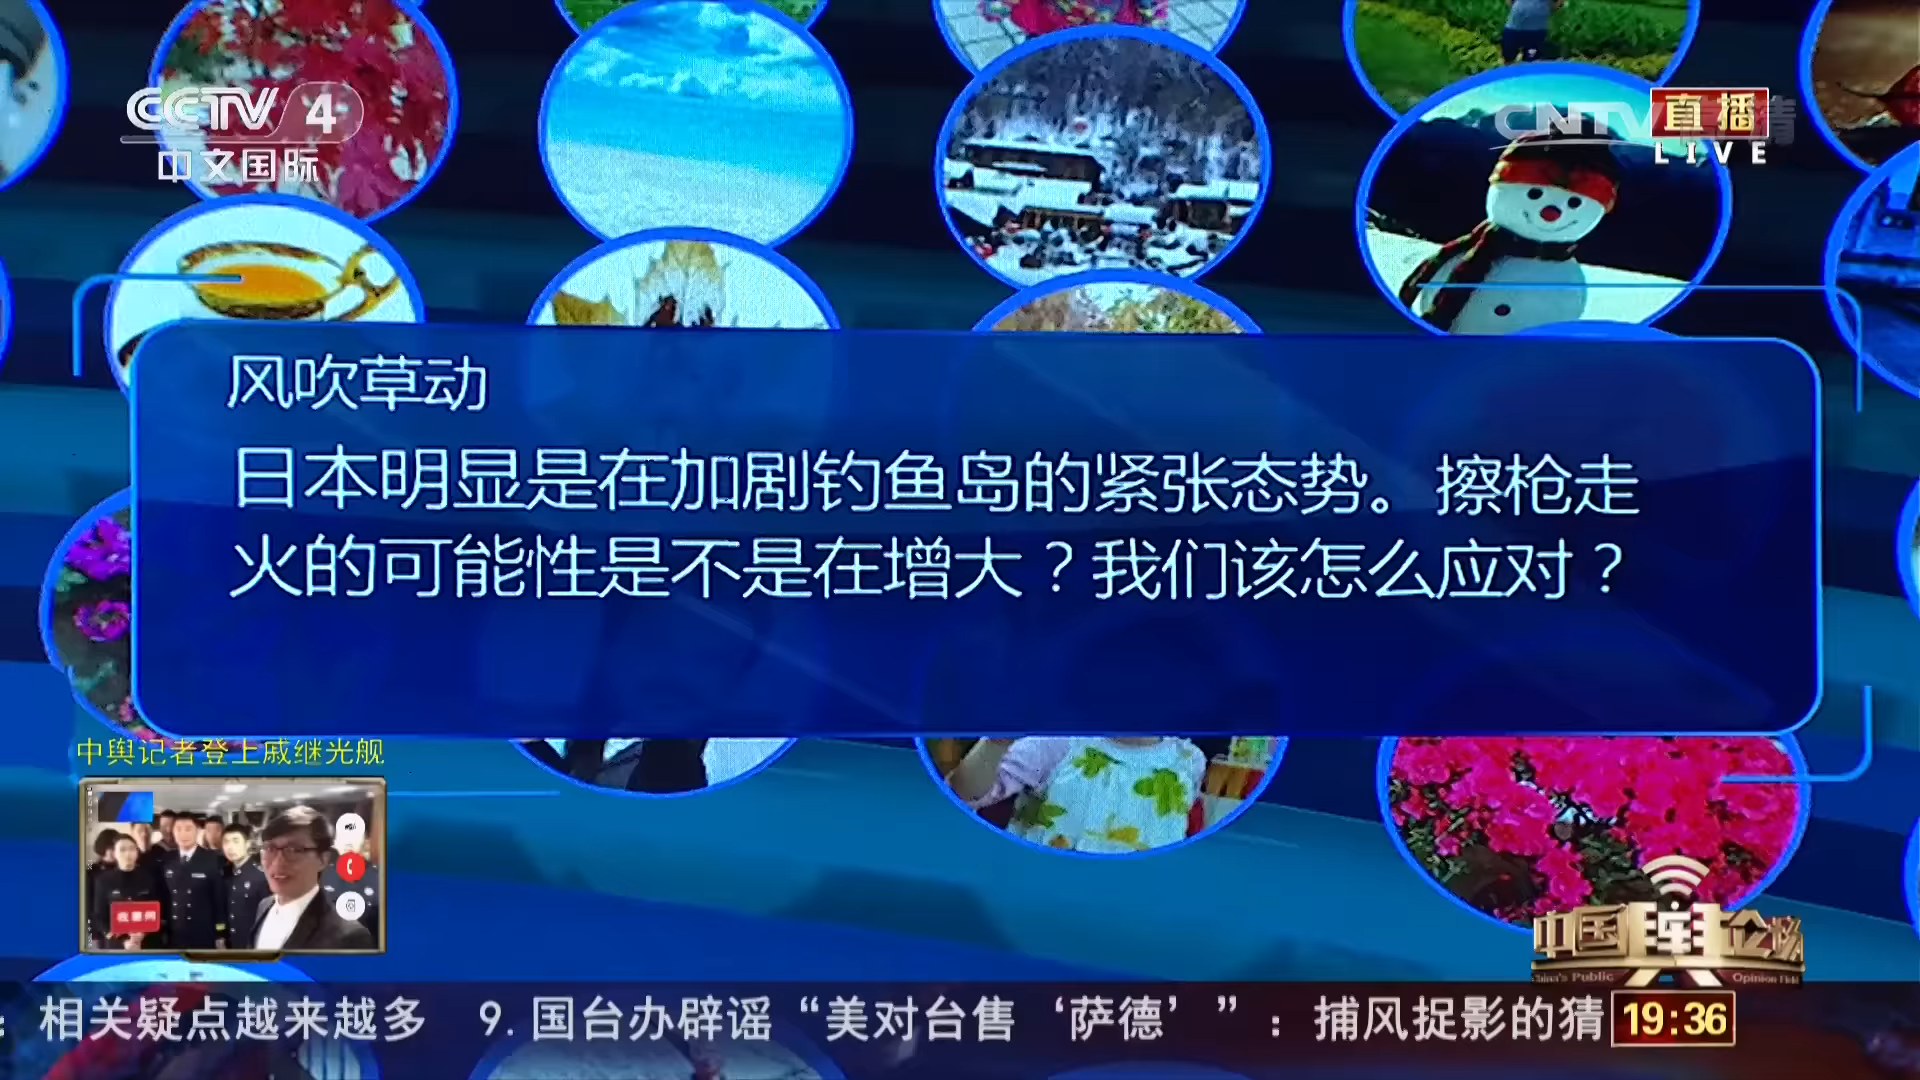 CCTV 4
中文国际
CNTV
直播
LIVE
风吹草动
日本明显是在加剧钓鱼岛的紧张态势。擦枪走
火的可能性是不是在增大？我们该怎么应对？
中舆记者登上戚继光舰
中国舆论场
China's Public Opinion Field
：相关疑点越来越多 9.国台办辟谣“美对台售‘萨德’”：捕风捉影的猜
19:36